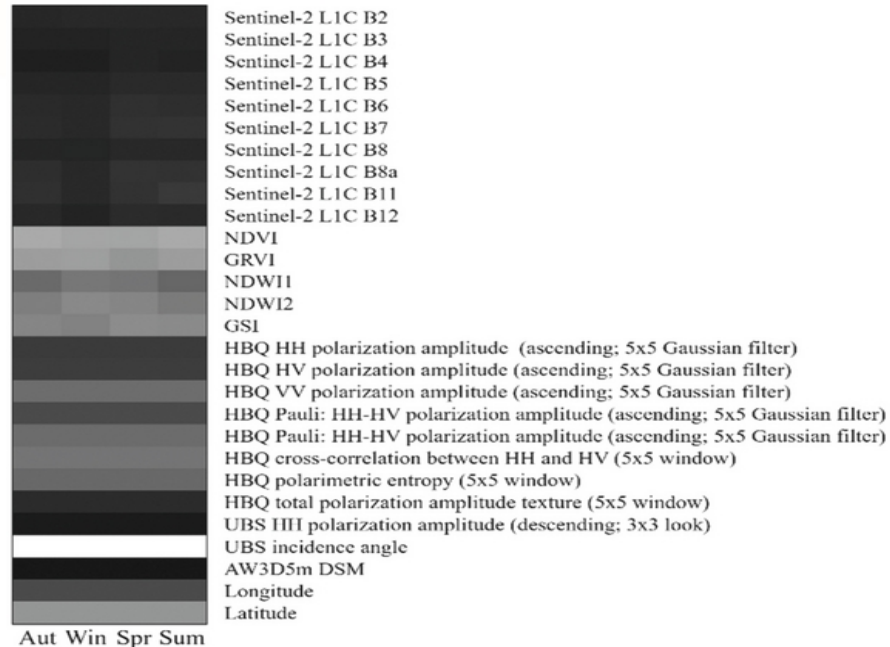 Sentinel-2 L1C B2
Sentinel-2 L1C B3
Sentinel-2 L1C B4
Sentinel-2 L1C B5
Sentinel-2 L1C B6
Sentinel-2 L1C B7
Sentinel-2 L1C B8
Sentinel-2 L1C B8a
Sentinel-2 L1C B11
Sentinel-2 L1C B12
NDVI
GRVI
NDWI1
NDWI2
GSI
HBQ HH polarization amplitude (ascending; 5x5 Gaussian filter)
HBQ HV polarization amplitude (ascending; 5x5 Gaussian filter)
HBQ VV polarization amplitude (ascending; 5x5 Gaussian filter)
HBQ Pauli: HH-HV polarization amplitude (ascending; 5x5 Gaussian filter)
HBQ Pauli: HH-HV polarization amplitude (ascending; 5x5 Gaussian filter)
HBQ cross-correlation between HH and HV (5x5 window)
HBQ polarimetric entropy (5x5 window)
HBQ total polarization amplitude texture (5x5 window)
UBS HH polarization amplitude (descending; 3x3 look)
UBS incidence angle
AW3D5m DSM
Longitude
Latitude
Aut Win Spr Sum